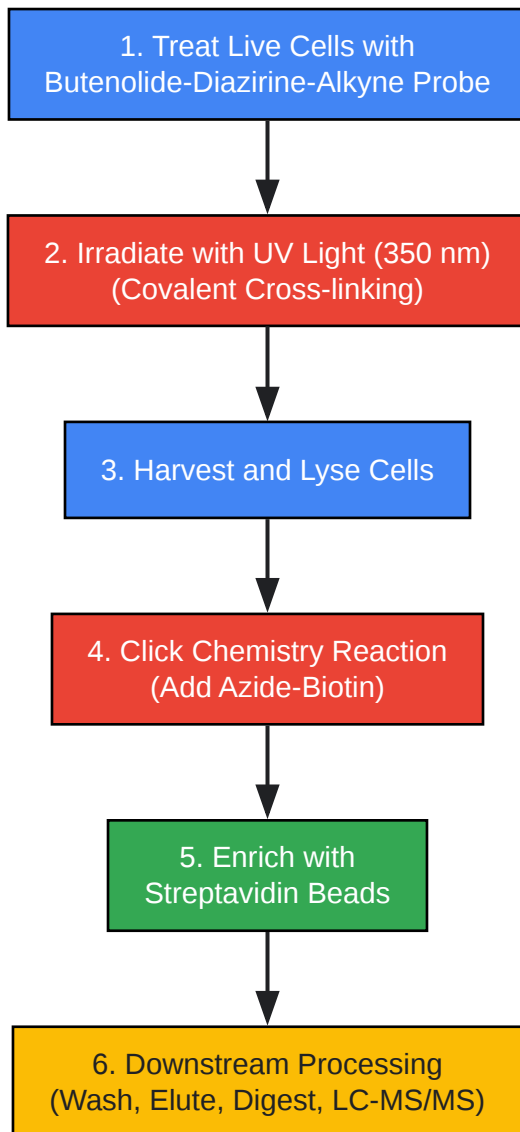 1. Treat Live Cells with
Butenolide-Diazirine-Alkyne Probe
2. Irradiate with UV Light (350 nm)
(Covalent Cross-linking)
3. Harvest and Lyse Cells
4. Click Chemistry Reaction
(Add Azide-Biotin)
5. Enrich with
Streptavidin Beads
6. Downstream Processing
(Wash, Elute, Digest, LC-MS/MS)